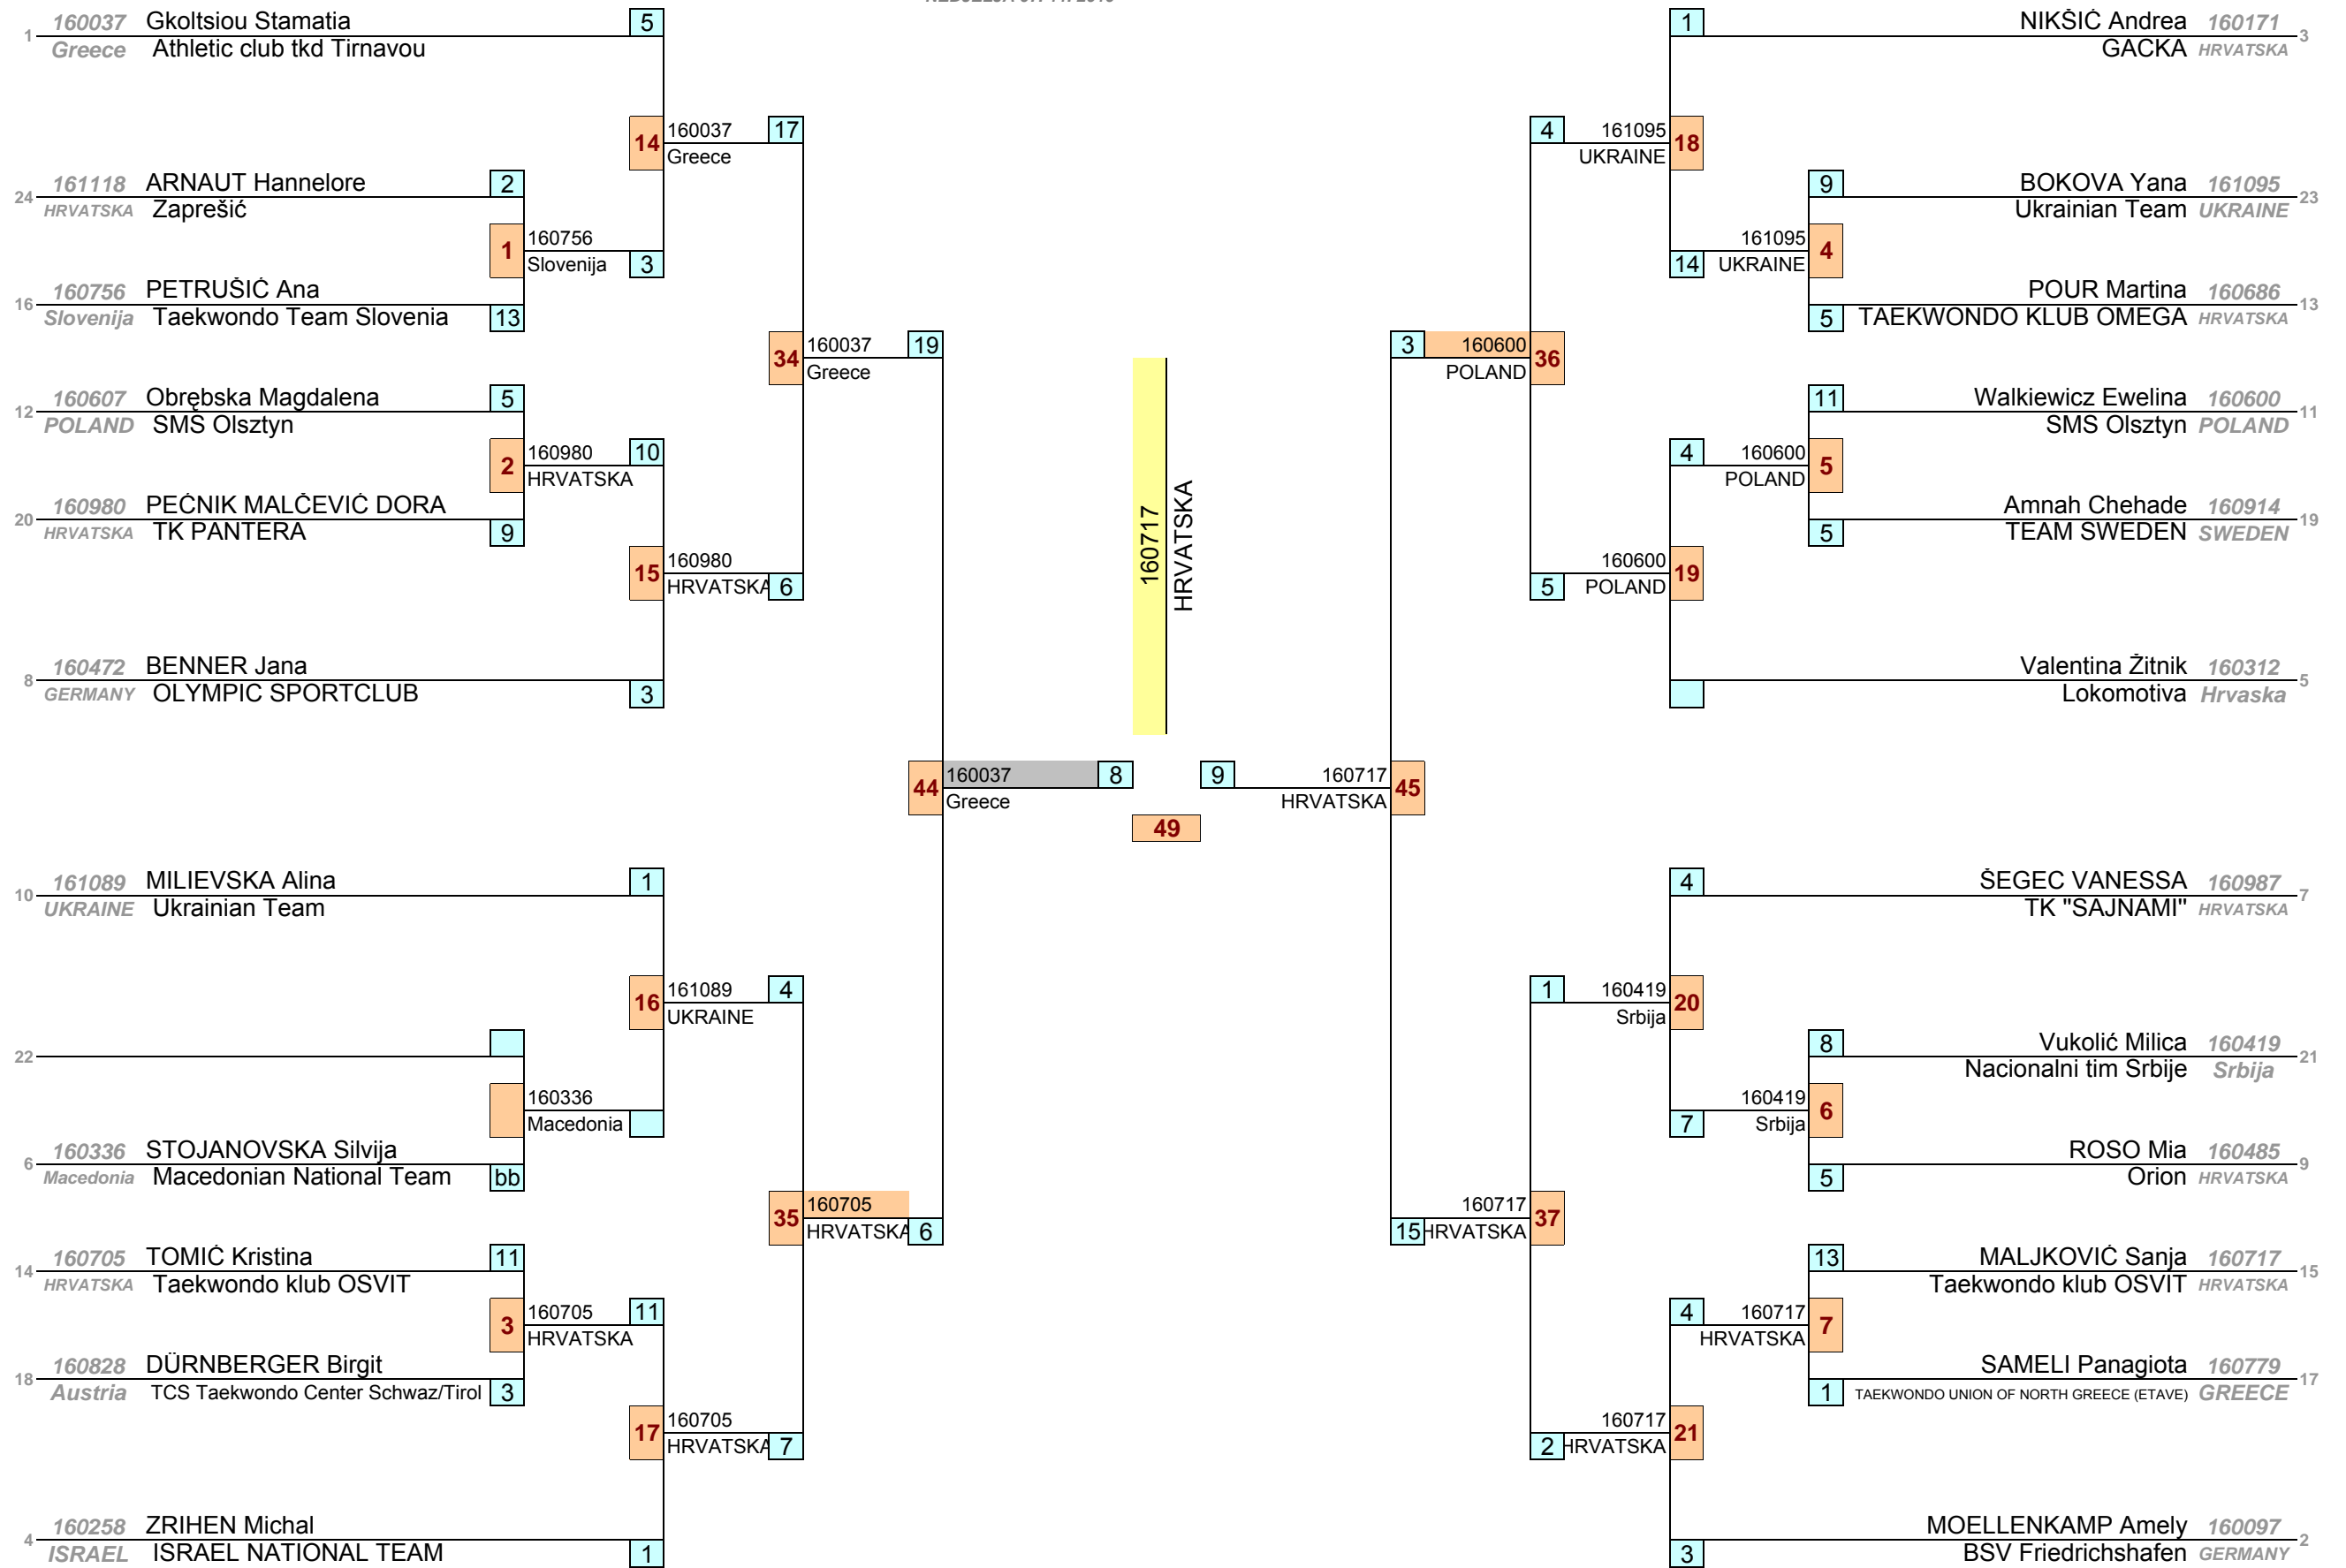 160037 Gkoltsiou Stamatia 5
1 Greece Athletic club tkd Tirnavou
14 160037 17
Greece
161118 ARNAUT Hannelore 2
24 HRVATSKA Zaprešić
1 160756
Slovenija 3
160756 PETRUŠIĆ Ana
16 Slovenija Taekwondo Team Slovenia 13
34 160037 19
Greece
160607 Obrębska Magdalena 5
12 POLAND SMS Olsztyn
2 160980 10
HRVATSKA
160980 PEĆNIK MALČEVIĆ DORA
20 HRVATSKA TK PANTERA 9
15 160980
HRVATSKA 6
160472 BENNER Jana
8 GERMANY OLYMPIC SPORTCLUB 3
44 160037 8
Greece
161089 MILIEVSKA Alina 1
10 UKRAINE Ukrainian Team
16 161089 4
UKRAINE
22
160336
Macedonia
160336 STOJANOVSKA Silvija
6 Macedonia Macedonian National Team bb
35 160705
HRVATSKA 6
160705 TOMIĆ Kristina 11
14 HRVATSKA Taekwondo klub OSVIT
3 160705 11
HRVATSKA
160828 DÜRNBERGER Birgit
18 Austria TCS Taekwondo Center Schwaz/Tirol 3
17 160705
HRVATSKA 7
160258 ZRIHEN Michal
4 ISRAEL ISRAEL NATIONAL TEAM 1
160717
HRVATSKA
49
1 NIKŠIĆ Andrea 160171
GACKA HRVATSKA 3
4 161095 18
UKRAINE
9 BOKOVA Yana 161095
Ukrainian Team UKRAINE 23
161095 4
14 UKRAINE
POUR Martina 160686
5 TAEKWONDO KLUB OMEGA HRVATSKA 13
3 160600 36
POLAND
11 Walkiewicz Ewelina 160600
SMS Olsztyn POLAND 11
4 160600 5
POLAND
Amnah Chehade 160914
5 TEAM SWEDEN SWEDEN 19
160600 19
5 POLAND
Valentina Žitnik 160312
Lokomotiva Hrvaska 5
9 160717 45
HRVATSKA
4 ŠEGEC VANESSA 160987
TK "SAJNAMI" HRVATSKA 7
1 160419 20
Srbija
8 Vukolić Milica 160419
Nacionalni tim Srbije Srbija 21
160419 6
7 Srbija
ROSO Mia 160485
5 Orion HRVATSKA 9
160717 37
15 HRVATSKA
13 MALJKOVIĆ Sanja 160717
Taekwondo klub OSVIT HRVATSKA 15
4 160717 7
HRVATSKA
SAMELI Panagiota 160779
1 TAEKWONDO UNION OF NORTH GREECE (ETAVE) GREECE 17
160717 21
2 HRVATSKA
MOELLENKAMP Amely 160097
3 BSV Friedrichshafen GERMANY 2